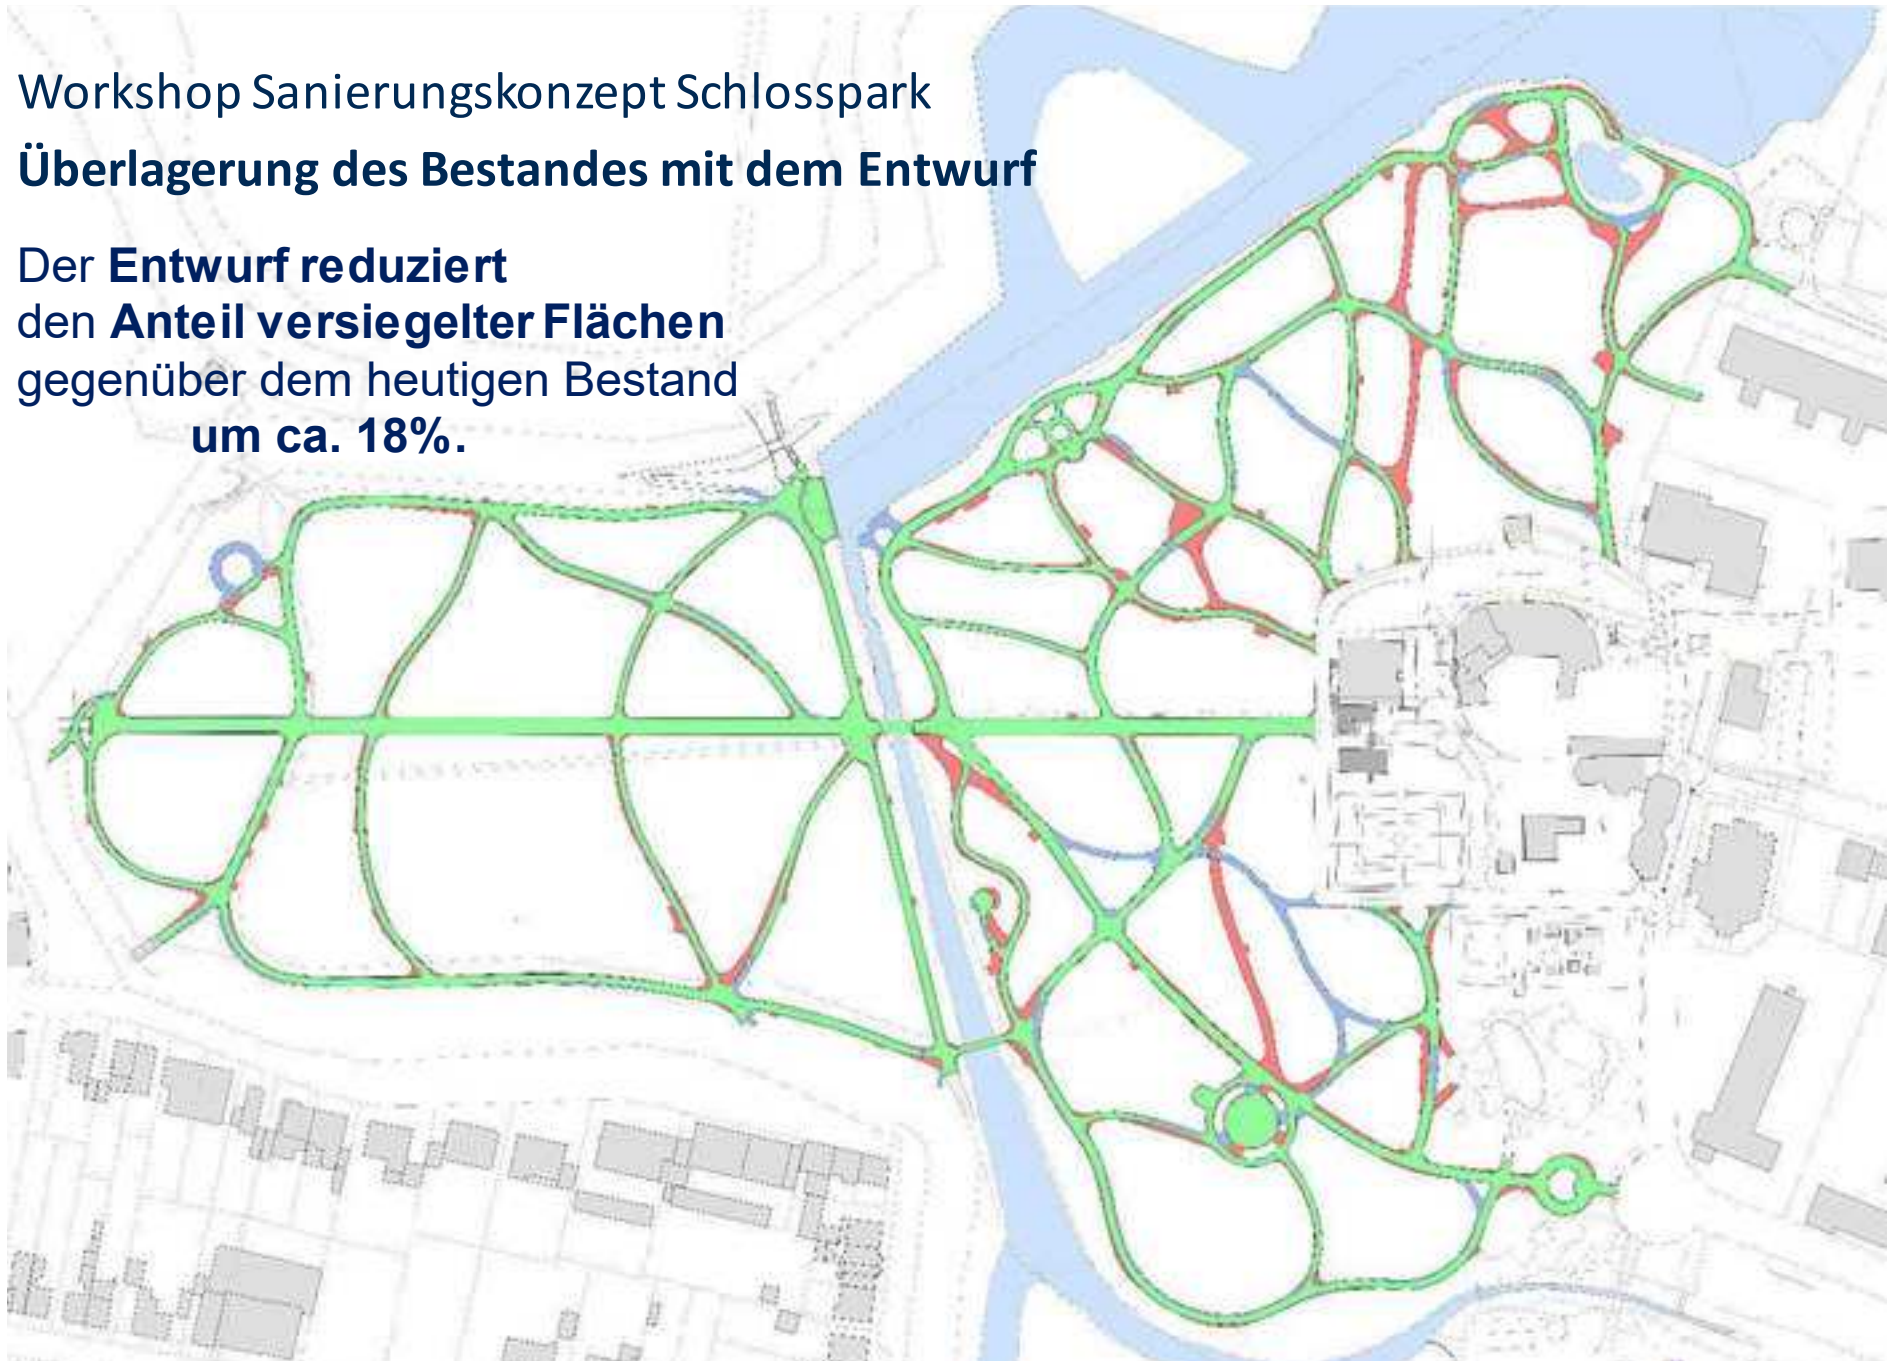 Workshop Sanierungskonzept Schlosspark
Überlagerung des Bestandes mit dem Entwurf
Der Entwurf reduziert
den Anteil versiegelter Flächen
gegenüber dem heutigen Bestand
um ca. 18%.